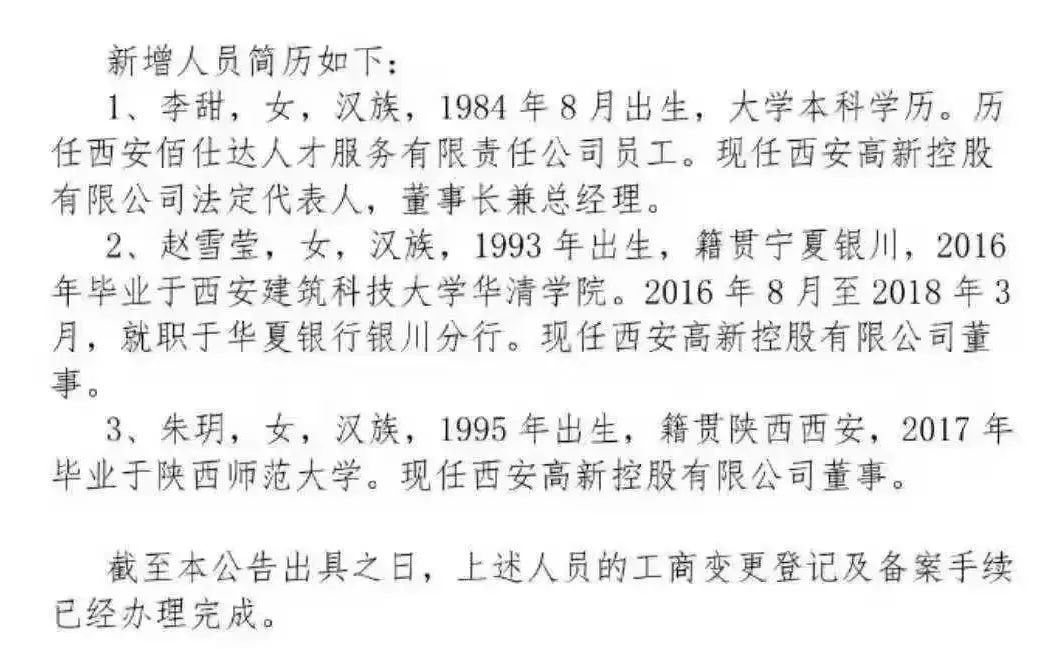 新增人员简历如下：
1、李甜，女，汉族，1984 年 8 月出生，大学本科学历。历
任西安佰仕达人才服务有限责任公司员工。现任西安高新控股
有限公司法定代表人，董事长兼总经理。
2、赵雪莹，女，汉族，1993 年出生，籍贯宁夏银川，2016
年毕业于西安建筑科技大学华清学院。2016 年 8 月至 2018 年 3
月，就职于华夏银行银川分行。现任西安高新控股有限公司董
事。
3、朱玥，女，汉族，1995 年出生，籍贯陕西西安，2017 年
毕业于陕西师范大学。现任西安高新控股有限公司董事。
截至本公告出具之日，上述人员的工商变更登记及备案手续
已经办理完成。